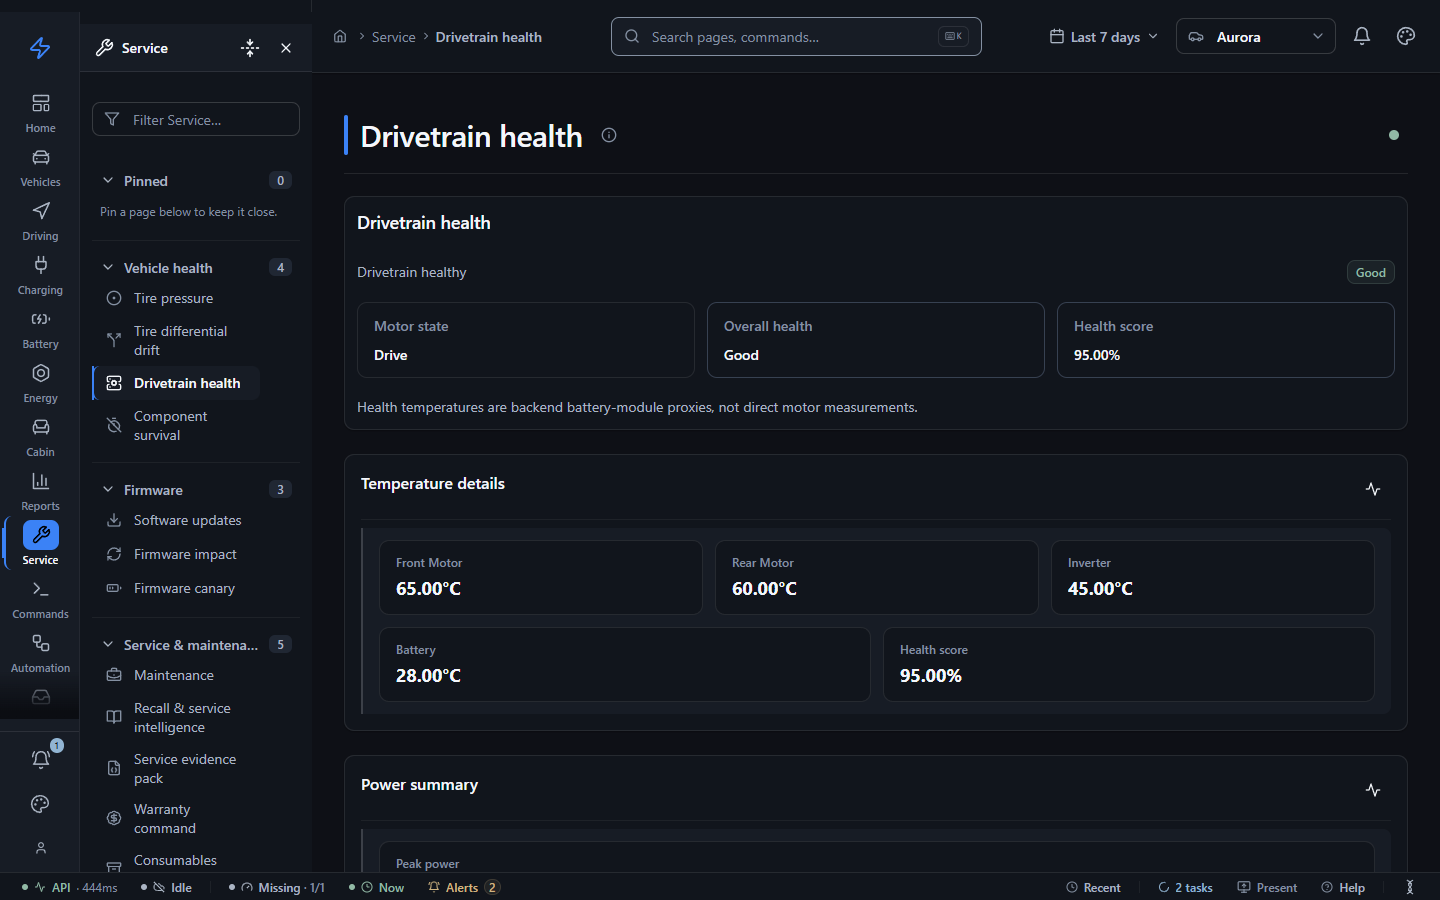 Service
Service
Drivetrain health
Search pages, commands...
K
Last 7 days
Aurora
Home
Vehicles
Driving
Charging
Battery
Energy
Cabin
Reports
Service
Commands
Automation
1
Filter Service...
Pinned
0
Pin a page below to keep it close.
Vehicle health
4
Tire pressure
Tire differential
drift
Drivetrain health
Component
survival
Firmware
3
Software updates
Firmware impact
Firmware canary
Service & maintena...
5
Maintenance
Recall & service
intelligence
Service evidence
pack
Warranty
command
Consumables
Drivetrain health
Drivetrain health
Drivetrain healthy
Good
Motor state
Drive
Overall health
Good
Health score
95.00%
Health temperatures are backend battery-module proxies, not direct motor measurements.
Temperature details
Front Motor
65.00°C
Rear Motor
60.00°C
Inverter
45.00°C
Battery
28.00°C
Health score
95.00%
Power summary
Peak power
API · 444ms
Idle
Missing · 1/1
Now
Alerts 2
Recent
2 tasks
Present
Help